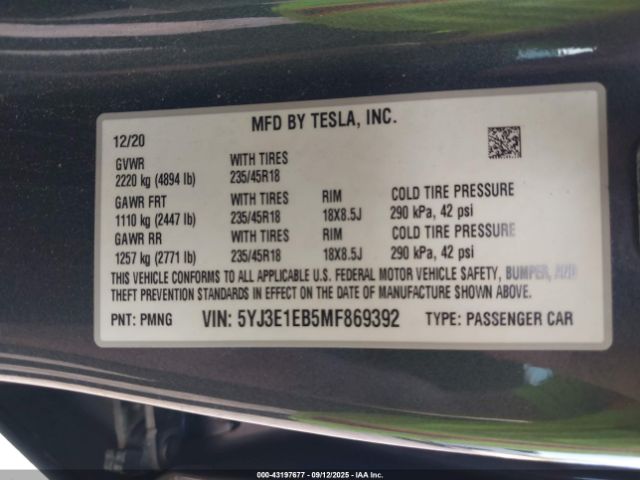 MFD BY TESLA, INC.
12/20
GVWR WITH TIRES
2220 kg (4894 lb) 235/45R18
GAWR FRT WITH TIRES RIM COLD TIRE PRESSURE
1110 kg (2447 lb) 235/45R18 18X8.5J 290 kPa, 42 psi
GAWR RR WITH TIRES RIM COLD TIRE PRESSURE
1257 kg (2771 lb) 235/45R18 18X8.5J 290 kPa, 42 psi
THIS VEHICLE CONFORMS TO ALL APPLICABLE U.S. FEDERAL MOTOR VEHICLE SAFETY, BUMPER, AND
THEFT PREVENTION STANDARDS IN EFFECT ON THE DATE OF MANUFACTURE SHOWN ABOVE.
PNT: PMNG VIN: 5YJ3E1EB5MF869392 TYPE: PASSENGER CAR
000-43197677 - 09/12/2025 - IAA Inc.